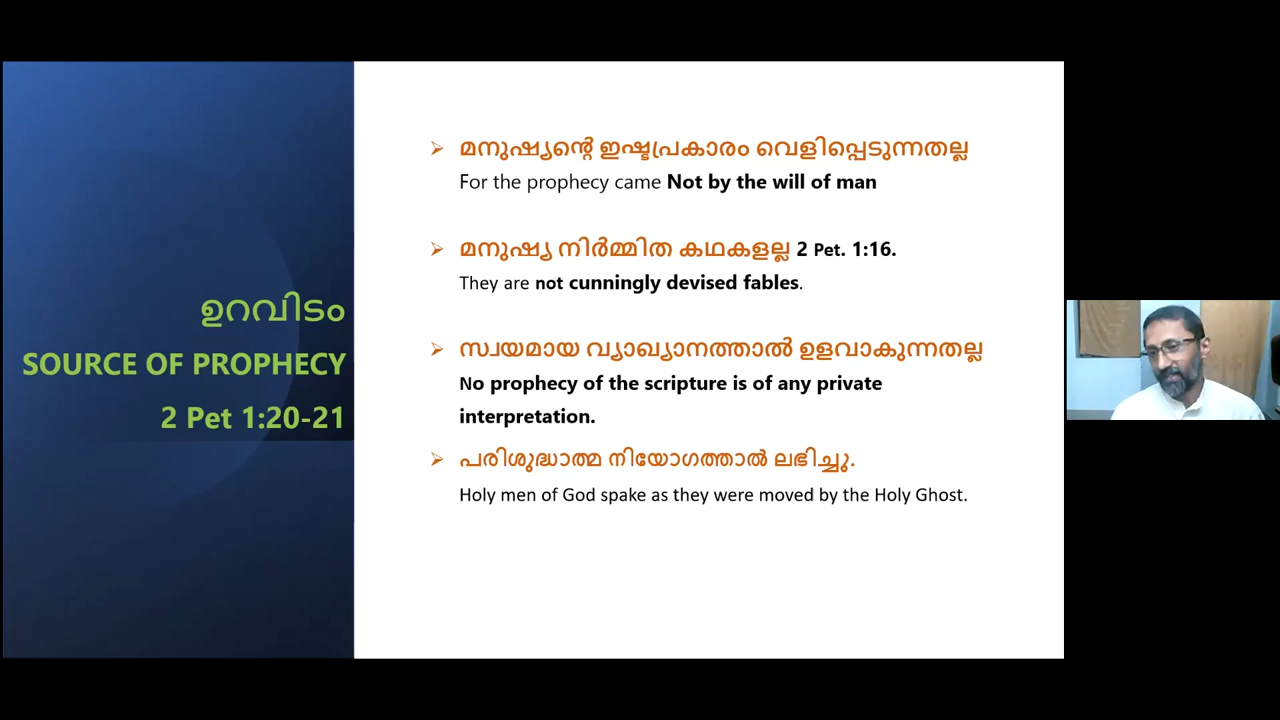 ഉറവിടം
SOURCE OF PROPHECY
2 Pet 1:20-21
മനുഷ്യന്റെ ഇഷ്ടപ്രകാരം വെളിപ്പെടുന്നതല്ല
For the prophecy came Not by the will of man
മനുഷ്യ നിർമ്മിത കഥകളല്ല 2 Pet. 1:16.
They are not cunningly devised fables.
സ്വയമായ വ്യാഖ്യാനത്താൽ ഉളവാകുന്നതല്ല
No prophecy of the scripture is of any private
interpretation.
പരിശുദ്ധാത്മ നിയോഗത്താൽ ലഭിച്ചു.
Holy men of God spake as they were moved by the Holy Ghost.